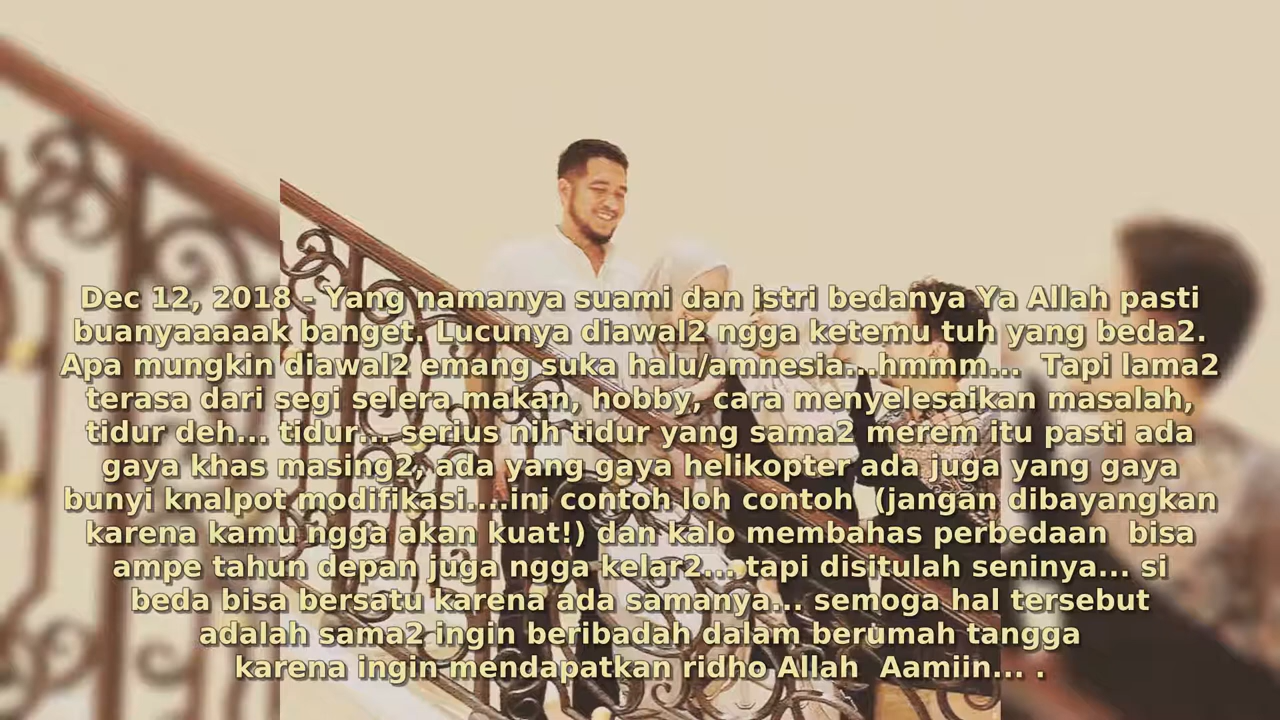 Dec 12, 2018 - Yang namanya suami dan istri bedanya Ya Allah pasti
buanyaaaaak banget. Lucunya diawal2 ngga ketemu tuh yang beda2.
Apa mungkin diawal2 emang suka halu/amnesia...hmmm...  Tapi lama2
terasa dari segi selera makan, hobby, cara menyelesaikan masalah,
tidur deh... tidur... serius nih tidur yang sama2 merem itu pasti ada
gaya khas masing2, ada yang gaya helikopter ada juga yang gaya
bunyi knalpot modifikasi....ini contoh loh contoh  (jangan dibayangkan
karena kamu ngga akan kuat!) dan kalo membahas perbedaan  bisa
ampe tahun depan juga ngga kelar2... tapi disitulah seninya... si
beda bisa bersatu karena ada samanya... semoga hal tersebut
adalah sama2 ingin beribadah dalam berumah tangga
karena ingin mendapatkan ridho Allah  Aamiin... .